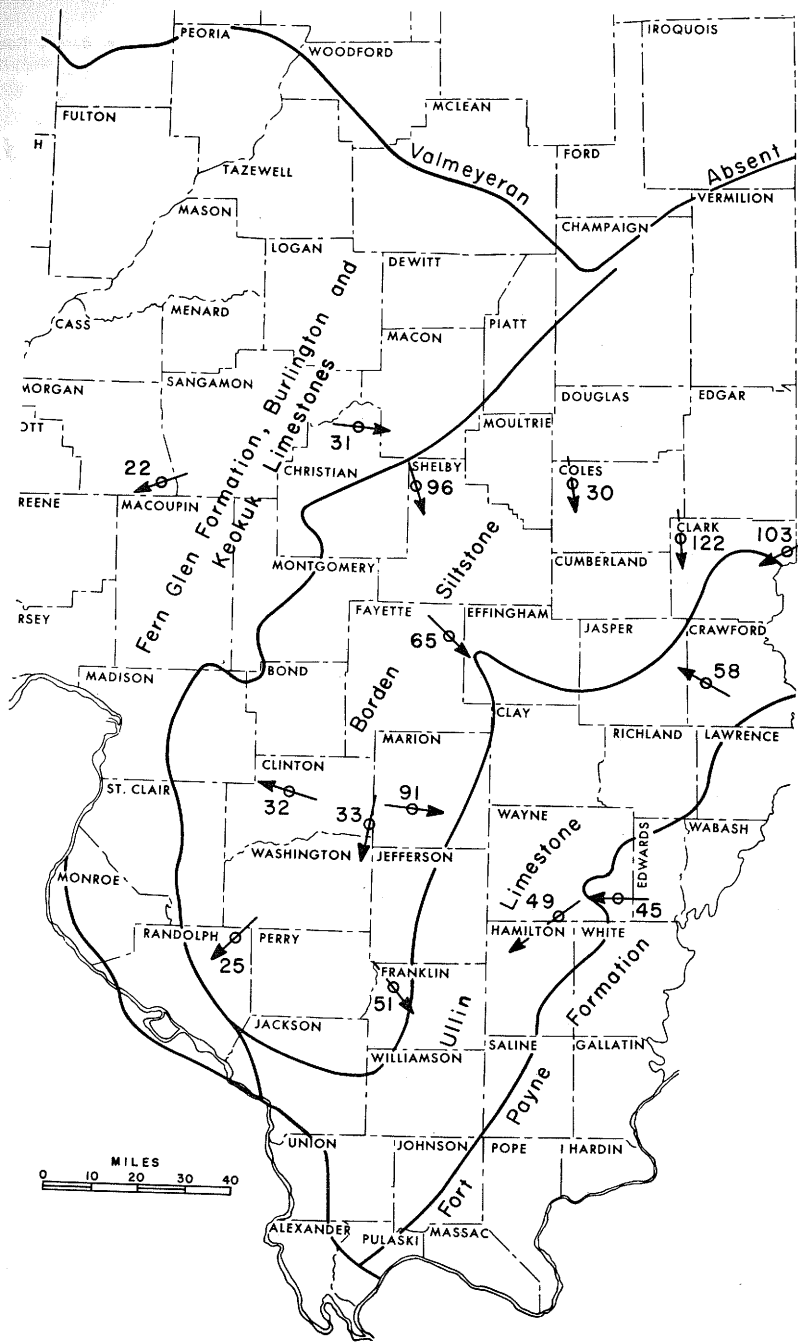 PEORIA
IROQUOIS
WOODFORD
MCLEAN
FULTON
H
Valmeyeran
FORD
Absent
TAZEWELL
VERMILION
MASON
CHAMPAIGN
LOGAN
DEWITT
MENARD
CASS
PIATT
MACON
MORGAN
SANGAMON
DOUGLAS
EDGAR
Fern Glen Formation, Burlington and
Keokuk Limestones
MOULTRIE
OTT
31
22
CHRISTIAN
SHELBY
COLES
96
30
REENE
MACOUPIN
CLARK
103
122
Siltstone
MONTGOMERY
CUMBERLAND
RSEY
FAYETTE
EFFINGHAM
65
JASPER
CRAWFORD
58
MADISON
BOND
Borden
CLAY
RICHLAND
LAWRENCE
MARION
CLINTON
ST. CLAIR
32
33
91
WAYNE
Limestone
EDWARDS
WABASH
WASHINGTON
JEFFERSON
MONROE
49
45
RANDOLPH
PERRY
HAMILTON
WHITE
25
FRANKLIN
51
Formation
Ullin
JACKSON
WILLIAMSON
SALINE
GALLATIN
Payne
UNION
JOHNSON
POPE
HARDIN
MILES
0 10 20 30 40
Fort
ALEXANDER
PULASKI
MASSAC